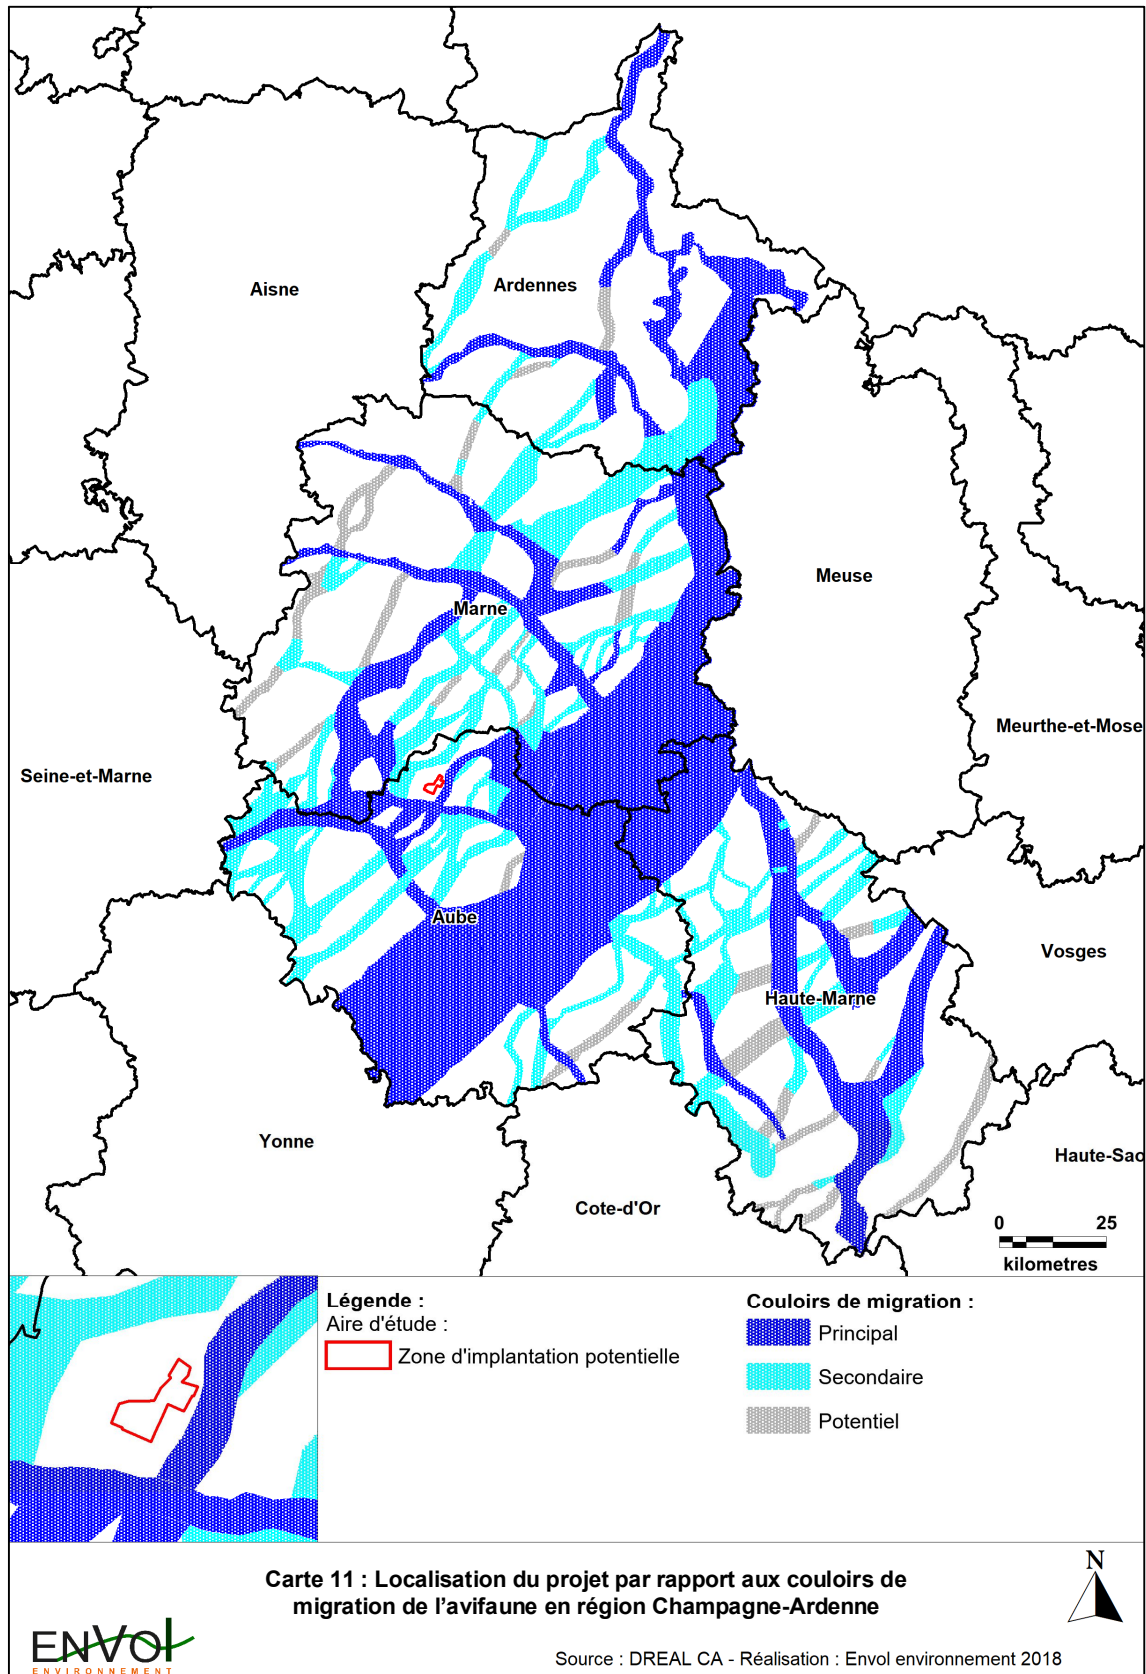 Aisne
Ardennes
Meuse
Marne
Meurthe-et-Mose
Seine-et-Marne
Aube
Vosges
Haute-Marne
Yonne
Haute-Sao
Cote-d'Or
0 25
kilometres
Légende :
Aire d'étude :
Zone d'implantation potentielle
Couloirs de migration :
Principal
Secondaire
Potentiel
Carte 11 : Localisation du projet par rapport aux couloirs de
migration de l'avifaune en région Champagne-Ardenne
N
ENVOl
ENVIRONNEMENT
Source : DREAL CA - Réalisation : Envol environnement 2018